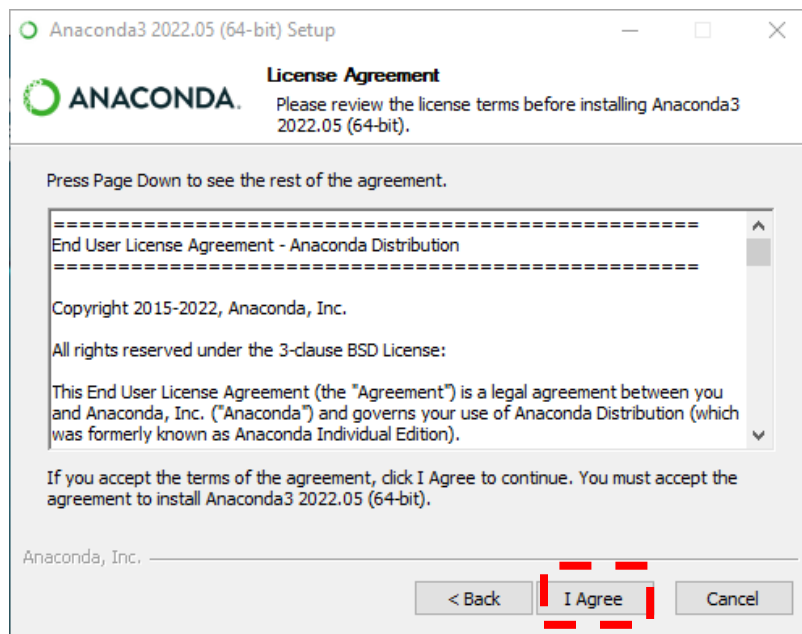 Anaconda3 2022.05 (64-bit) Setup
ANACONDA.
License Agreement
Please review the license terms before installing Anaconda3
2022.05 (64-bit).
Press Page Down to see the rest of the agreement.
====================================================
End User License Agreement - Anaconda Distribution
====================================================
Copyright 2015-2022, Anaconda, Inc.
All rights reserved under the 3-clause BSD License:
This End User License Agreement (the "Agreement") is a legal agreement between you
and Anaconda, Inc. ("Anaconda") and governs your use of Anaconda Distribution (which
was formerly known as Anaconda Individual Edition).
If you accept the terms of the agreement, click I Agree to continue. You must accept the
agreement to install Anaconda3 2022.05 (64-bit).
Anaconda, Inc.
< Back
I Agree
Cancel